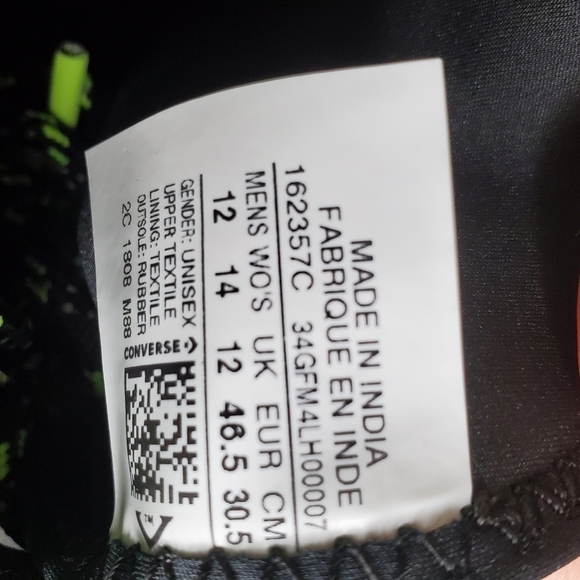 MADE IN INDIA
FABRIQUE EN INDE
162357C 34GFM4LH00007
MENS WO'S UK EUR CM
12 14 12 46.5 30.5
GENDER: UNISEX
UPPER: TEXTILE
LINING: TEXTILE
OUTSOLE: RUBBER
2C 1808 M88
CONVERSE
TM